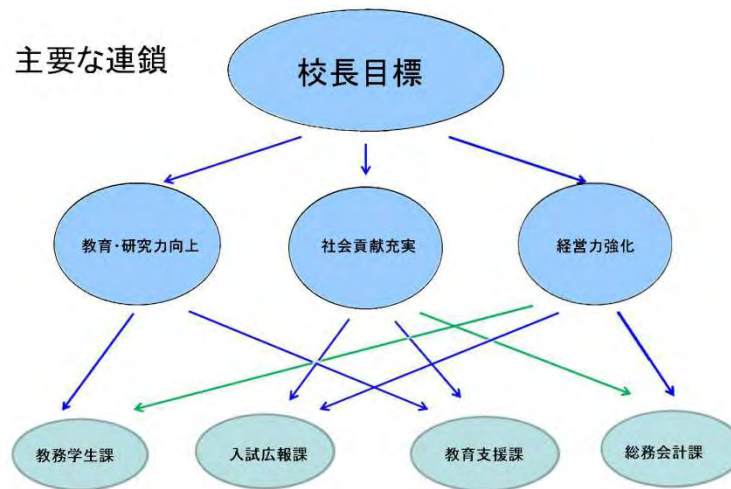 主要な連鎖
校長目標
教育・研究力向上
社会貢献充実
経営力強化
教務学生課
入試広報課
教育支援課
総務会計課